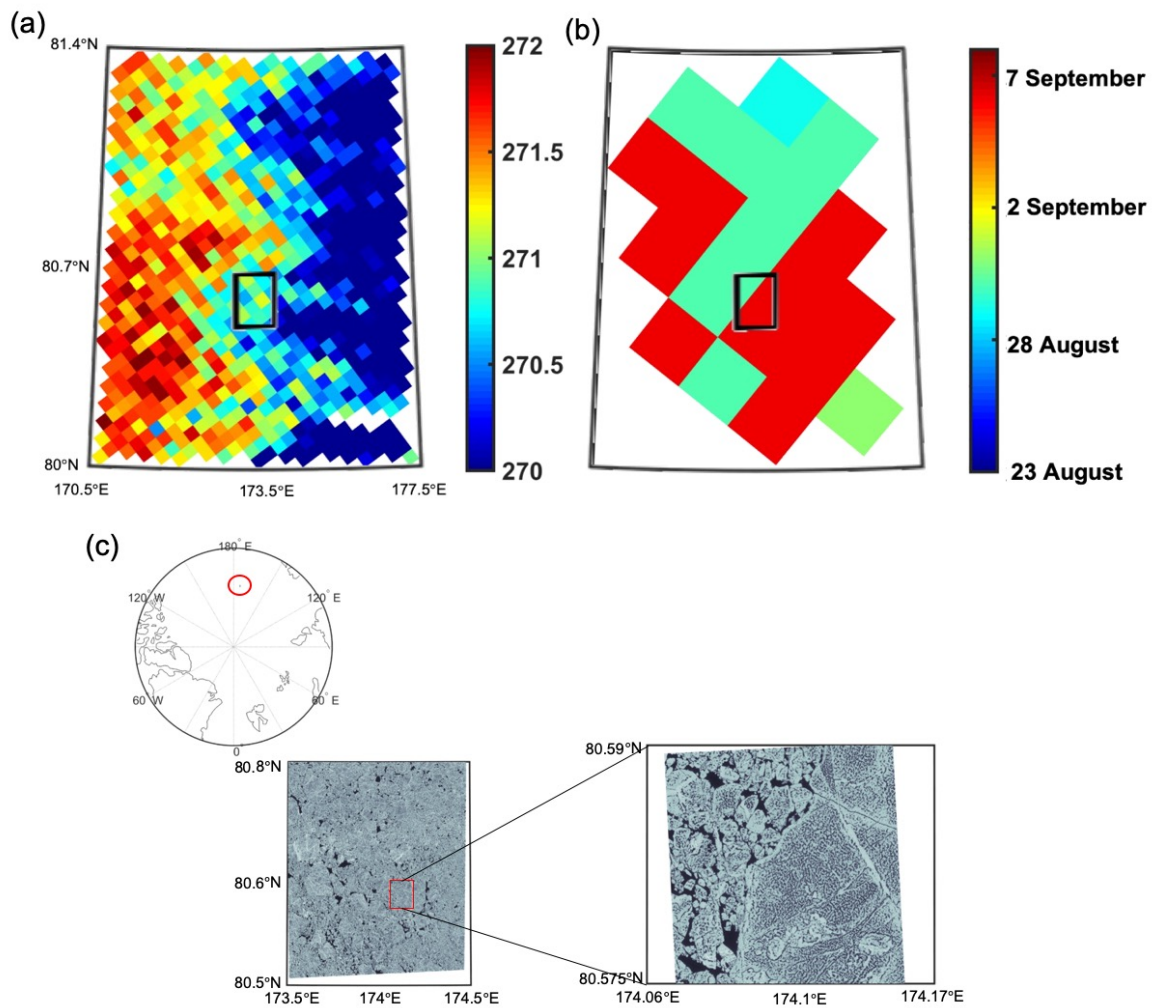 (a)
81.4°N
80.7°N
80°N
170.5°E
173.5°E
177.5°E
272
271.5
271
270.5
270
(b)
7 September
2 September
28 August
23 August
(c)
180° E
120° W
120° E
60° W
60° E
0°
80.8°N
80.6°N
80.5°N
173.5°E
174°E
174.5°E
80.59°N
80.575°N
174.06°E
174.1°E
174.17°E